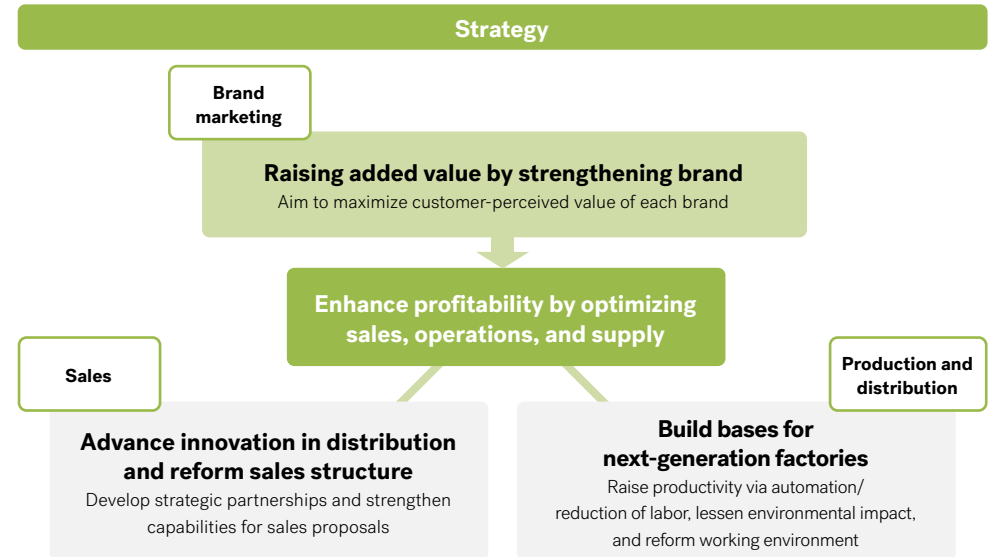 Strategy
Brand
marketing
Raising added value by strengthening brand
Aim to maximize customer-perceived value of each brand
Enhance profitability by optimizing
sales, operations, and supply
Sales
Advance innovation in distribution
and reform sales structure
Develop strategic partnerships and strengthen
capabilities for sales proposals
Production and
distribution
Build bases for
next-generation factories
Raise productivity via automation/
reduction of labor, lessen environmental impact,
and reform working environment